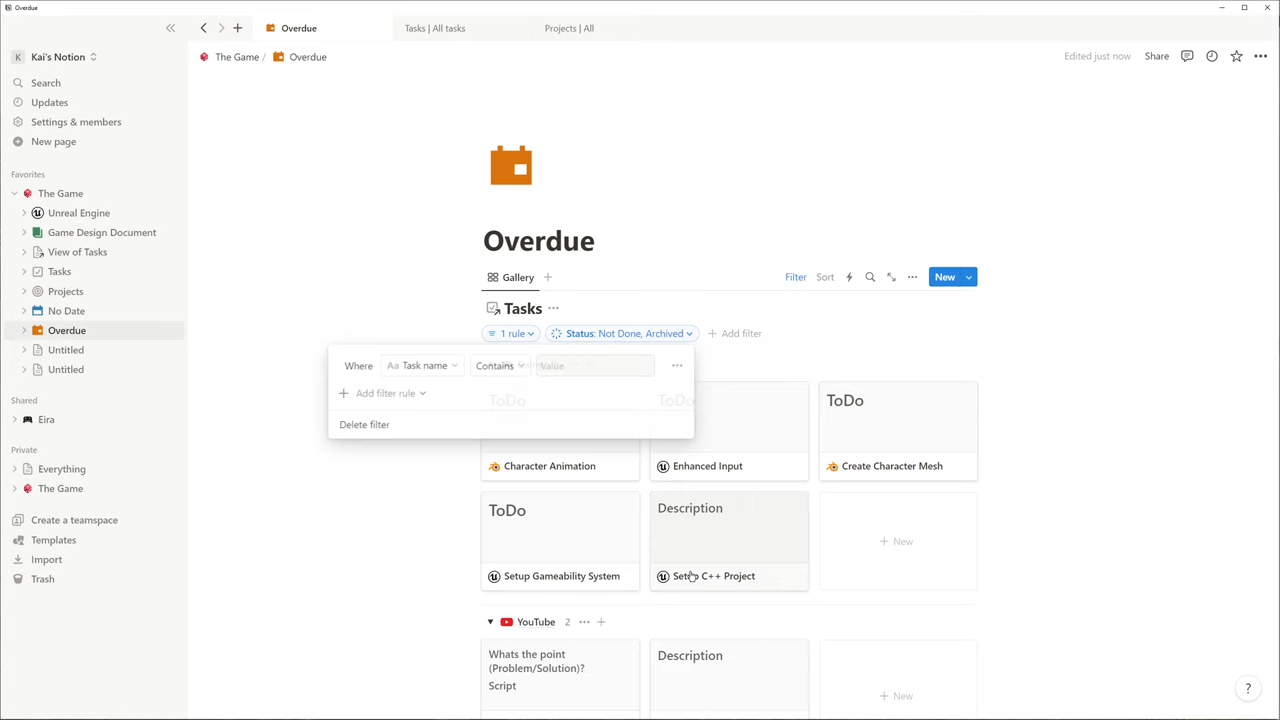 Overdue
Overdue
Tasks | All tasks
Projects | All
K Kai's Notion
The Game / Overdue
Edited just now
Share
Search
Updates
Settings & members
New page
Favorites
The Game
Unreal Engine
Game Design Document
View of Tasks
Tasks
Projects
No Date
Overdue
Untitled
Untitled
Shared
Eira
Private
Everything
The Game
Create a teamspace
Templates
Import
Trash
Overdue
Gallery
Filter
Sort
New
Tasks
1 rule
Status: Not Done, Archived
Add filter
Where
Aa Task name
Contains
Value
Add filter rule
Delete filter
ToDo
ToDo
ToDo
Character Animation
Enhanced Input
Create Character Mesh
ToDo
Description
+ New
Setup Gameability System
Setup C++ Project
YouTube 2
Whats the point
(Problem/Solution)?
Script
Description
+ New
?